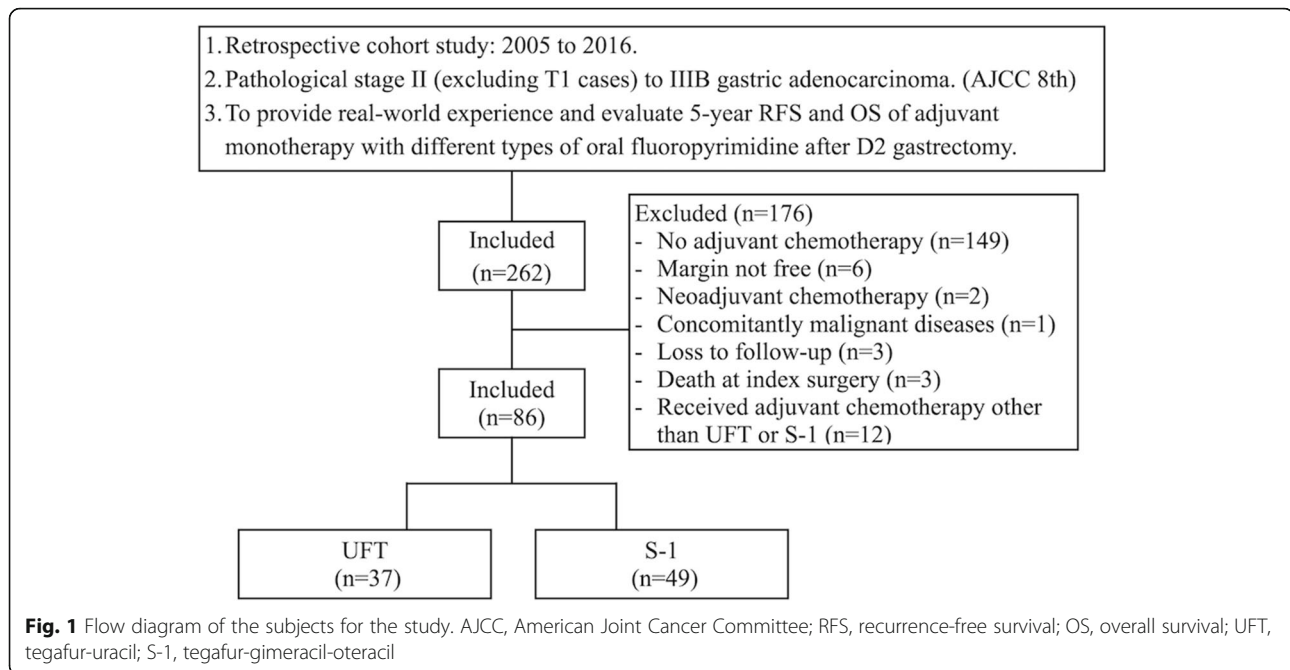 1. Retrospective cohort study: 2005 to 2016.
2. Pathological stage II (excluding T1 cases) to IIIB gastric adenocarcinoma. (AJCC 8th)
3. To provide real-world experience and evaluate 5-year RFS and OS of adjuvant
monotherapy with different types of oral fluoropyrimidine after D2 gastrectomy.
Included
(n=262)
Excluded (n=176)
- No adjuvant chemotherapy (n=149)
- Margin not free (n=6)
- Neoadjuvant chemotherapy (n=2)
- Concomitantly malignant diseases (n=1)
- Loss to follow-up (n=3)
- Death at index surgery (n=3)
- Received adjuvant chemotherapy other
than UFT or S-1 (n=12)
Included
(n=86)
UFT
(n=37)
S-1
(n=49)
Fig. 1 Flow diagram of the subjects for the study. AJCC, American Joint Cancer Committee; RFS, recurrence-free survival; OS, overall survival; UFT,
tegafur-uracil; S-1, tegafur-gimeracil-oteracil